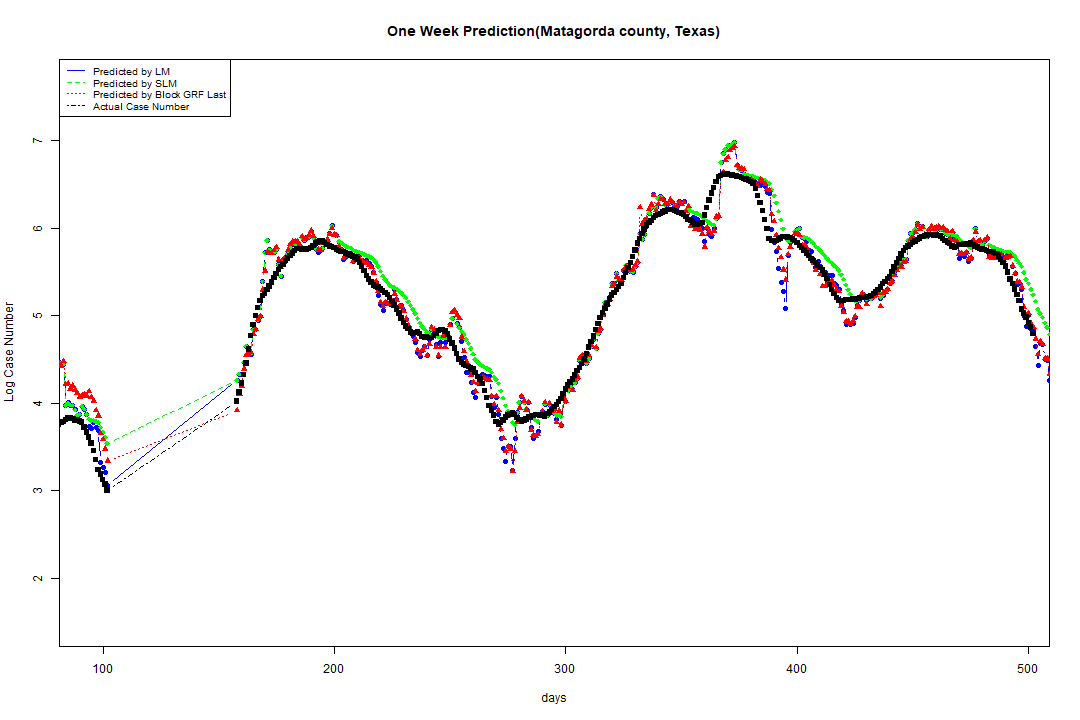 One Week Prediction(Matagorda county, Texas)
Predicted by LM
Predicted by SLM
Predicted by Block GRF Last
Actual Case Number
7
6
5
4
3
2
Log Case Number
100 200 300 400 500
days